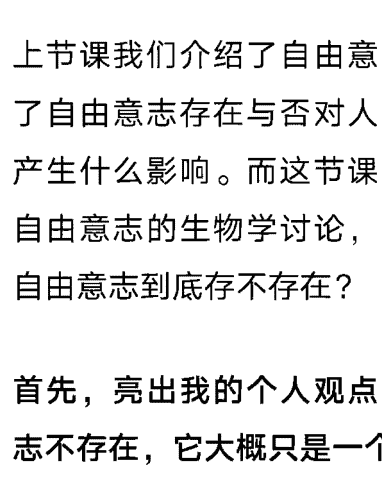 上节课我们介绍了自由意
了自由意志存在与否对人
产生什么影响。而这节课
自由意志的生物学讨论，
自由意志到底存不存在？
首先，亮出我的个人观点
志不存在，它大概只是一个